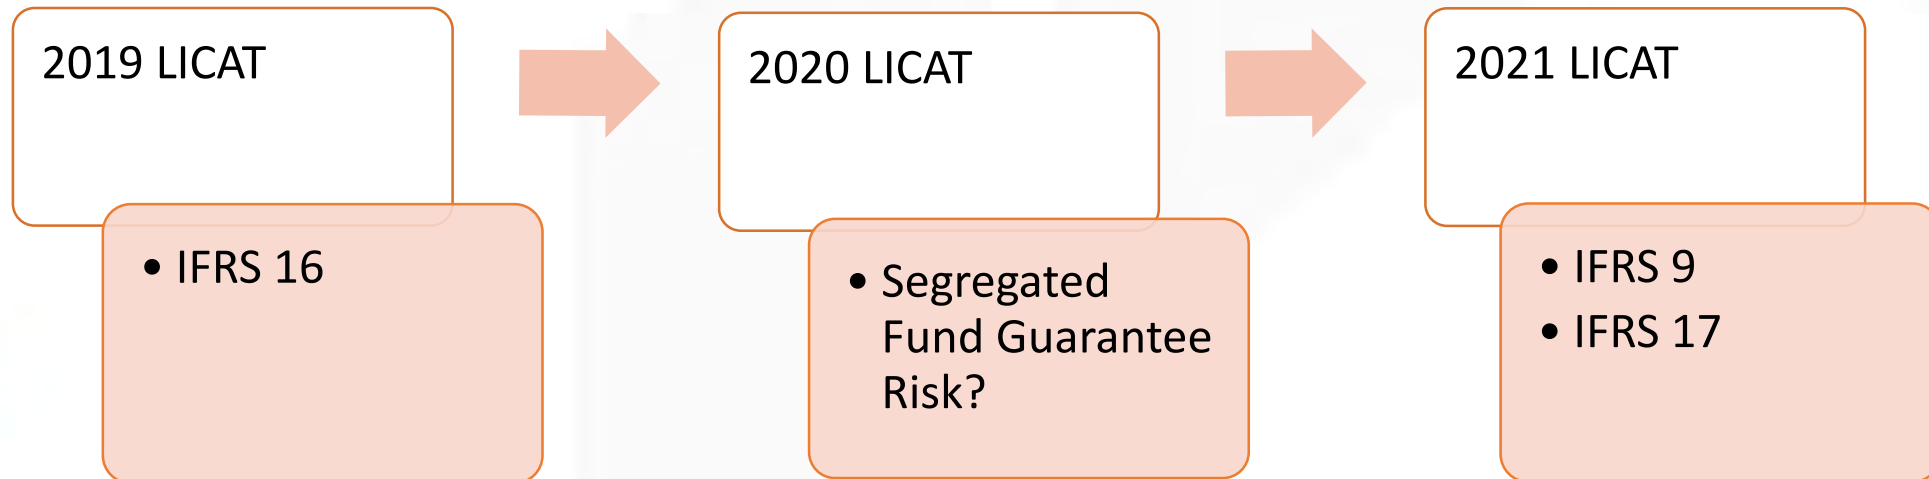 2019 LICAT
• IFRS 16
2020 LICAT
• Segregated
Fund Guarantee
Risk?
2021 LICAT
• IFRS 9
• IFRS 17